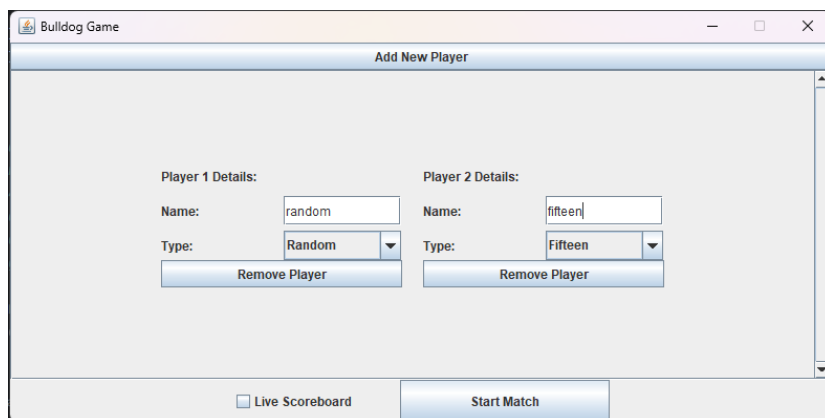 Bulldog Game
Add New Player
Player 1 Details: Player 2 Details:
Name: random Name: fifteen
Type: Random Type: Fifteen
Remove Player Remove Player
Live Scoreboard Start Match